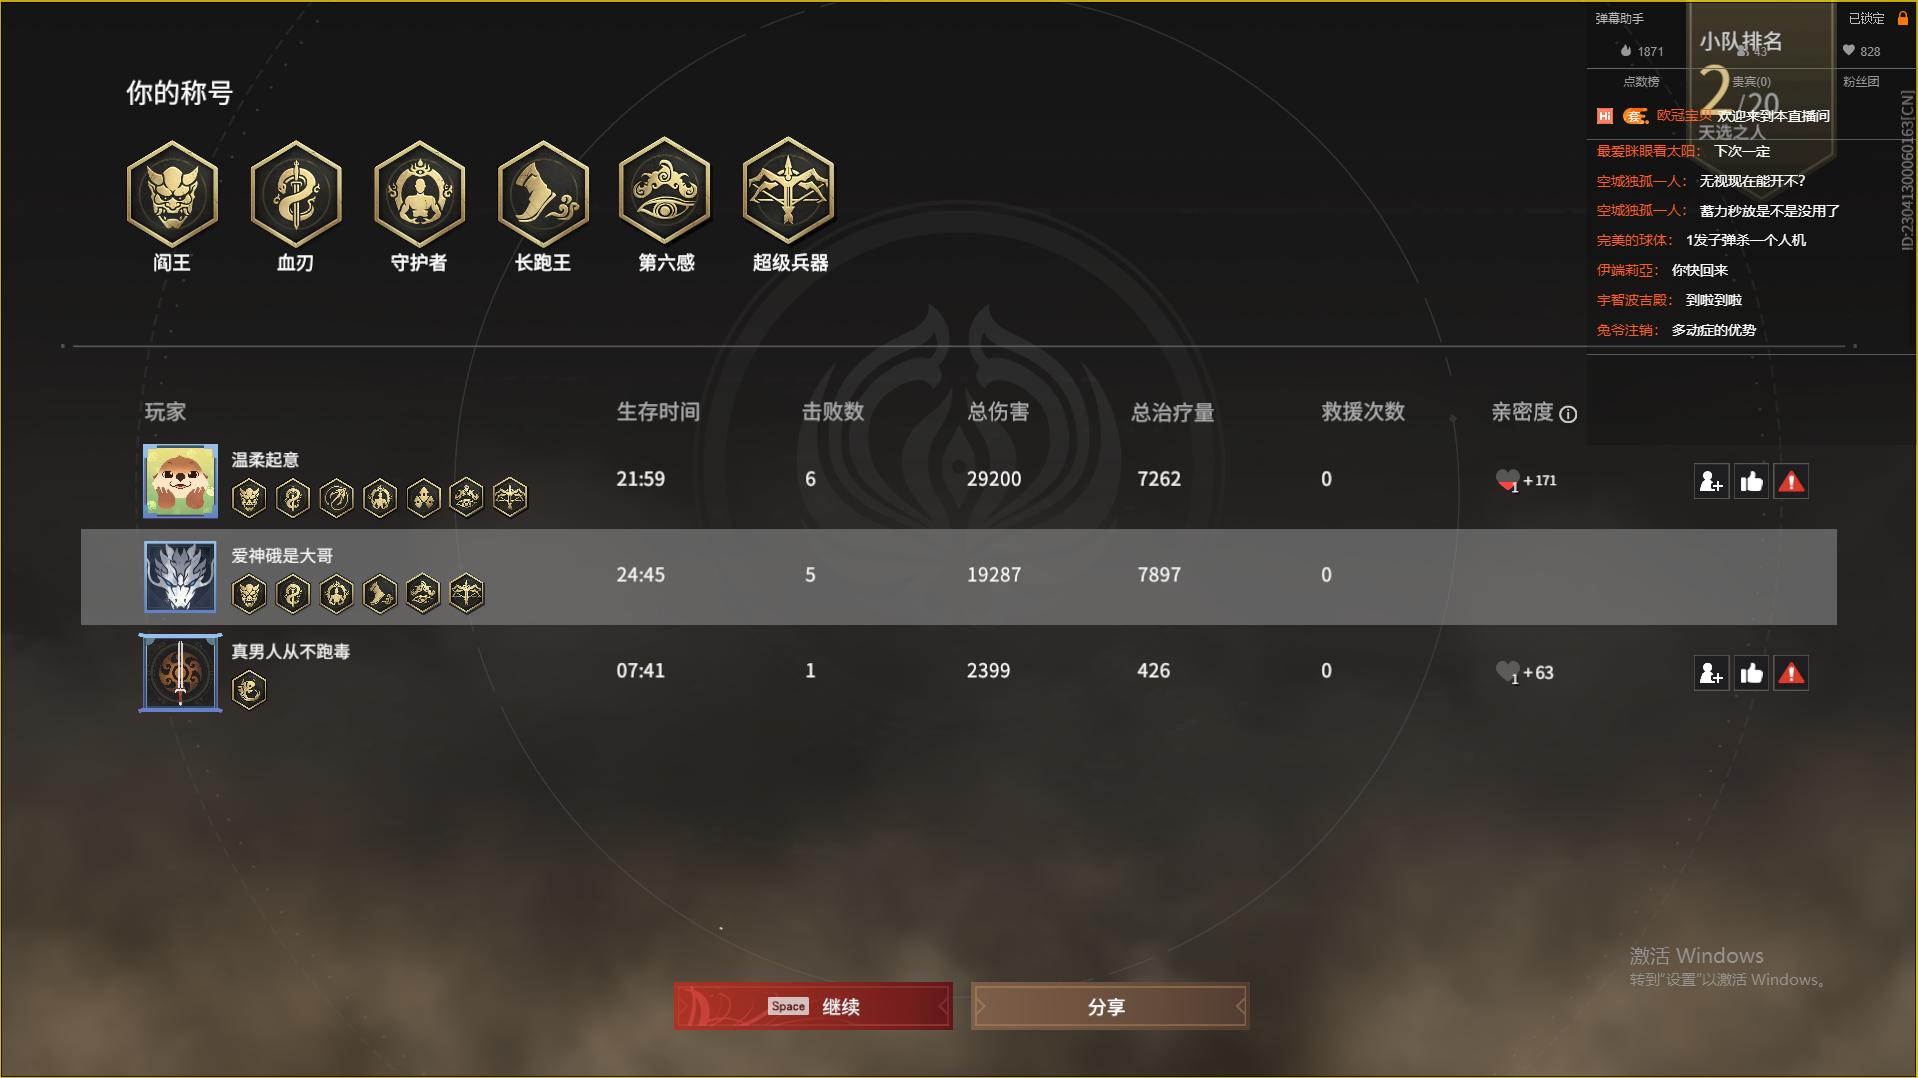 弹幕助手
已锁定
1871
43
828
小队排名
点数榜
贵宾(0)
粉丝团
2/20
天选之人
欧冠宝贝 欢迎来到本直播间
最爱眯眼看太阳： 下次一定
空城独孤一人： 无视现在能开不?
空城独孤一人： 蓄力秒放是不是没用了
完美的球体： 1发子弹杀一个人机
伊端莉亞： 你快回来
宇智波吉殿： 到啦到啦
兔爷注销： 多动症的优势
ID:23041300060163[CN]
你的称号
阎王
血刃
守护者
长跑王
第六感
超级兵器
玩家
生存时间
击败数
总伤害
总治疗量
救援次数
亲密度
温柔起意
21:59
6
29200
7262
0
1
+171
爱神硪是大哥
24:45
5
19287
7897
0
真男人从不跑毒
07:41
1
2399
426
0
1
+63
Space 继续
分享
激活 Windows
转到“设置”以激活 Windows。